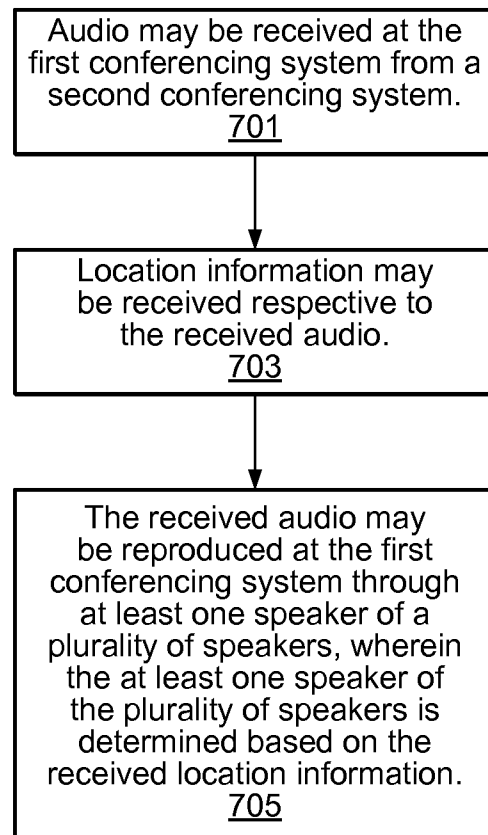 Audio may be received at the
first conferencing system from a
second conferencing system.
701
Location information may
be received respective to
the received audio.
703
The received audio may
be reproduced at the first
conferencing system through
at least one speaker of a
plurality of speakers, wherein
the at least one speaker of
the plurality of speakers is
determined based on the
received location information.
705